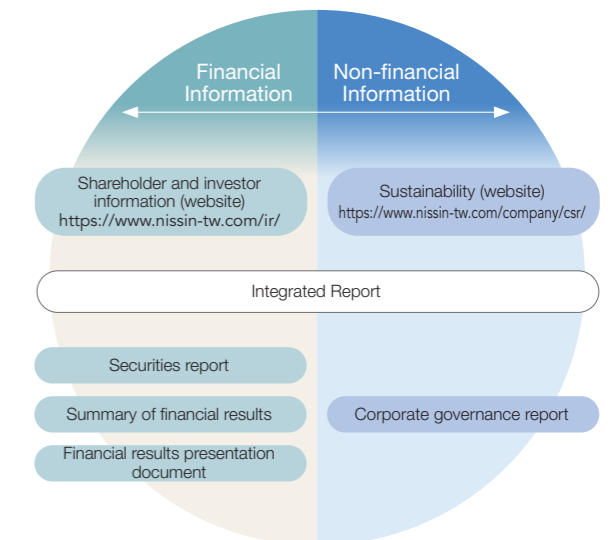 Financial
Information
Non-financial
Information
Shareholder and investor
information (website)
https://www.nissin-tw.com/ir/
Sustainability (website)
https://www.nissin-tw.com/company/csr/
Integrated Report
Securities report
Summary of financial results
Corporate governance report
Financial results presentation
document